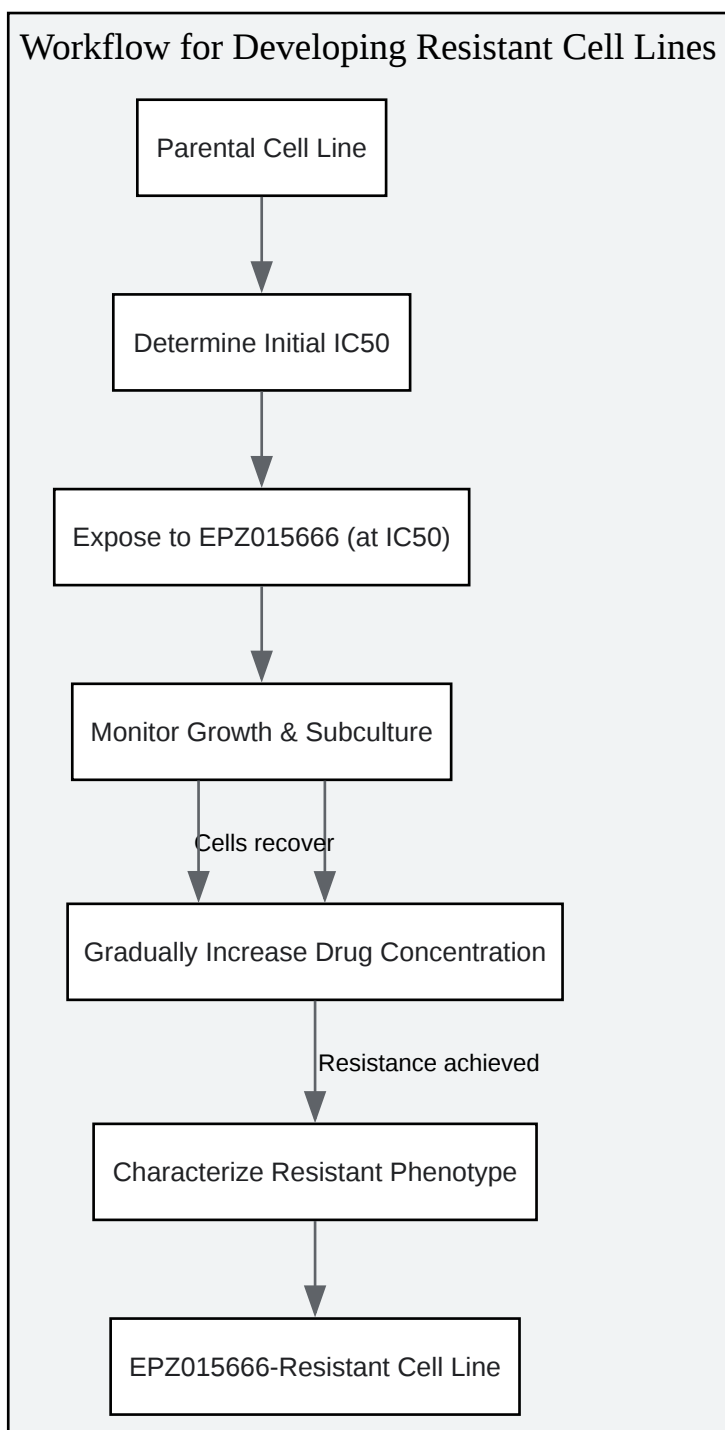 Workflow for Developing Resistant Cell Lines
Parental Cell Line
Determine Initial IC50
Expose to EPZ015666 (at IC50)
Monitor Growth & Subculture
Cells recover
Gradually Increase Drug Concentration
Resistance achieved
Characterize Resistant Phenotype
EPZ015666-Resistant Cell Line